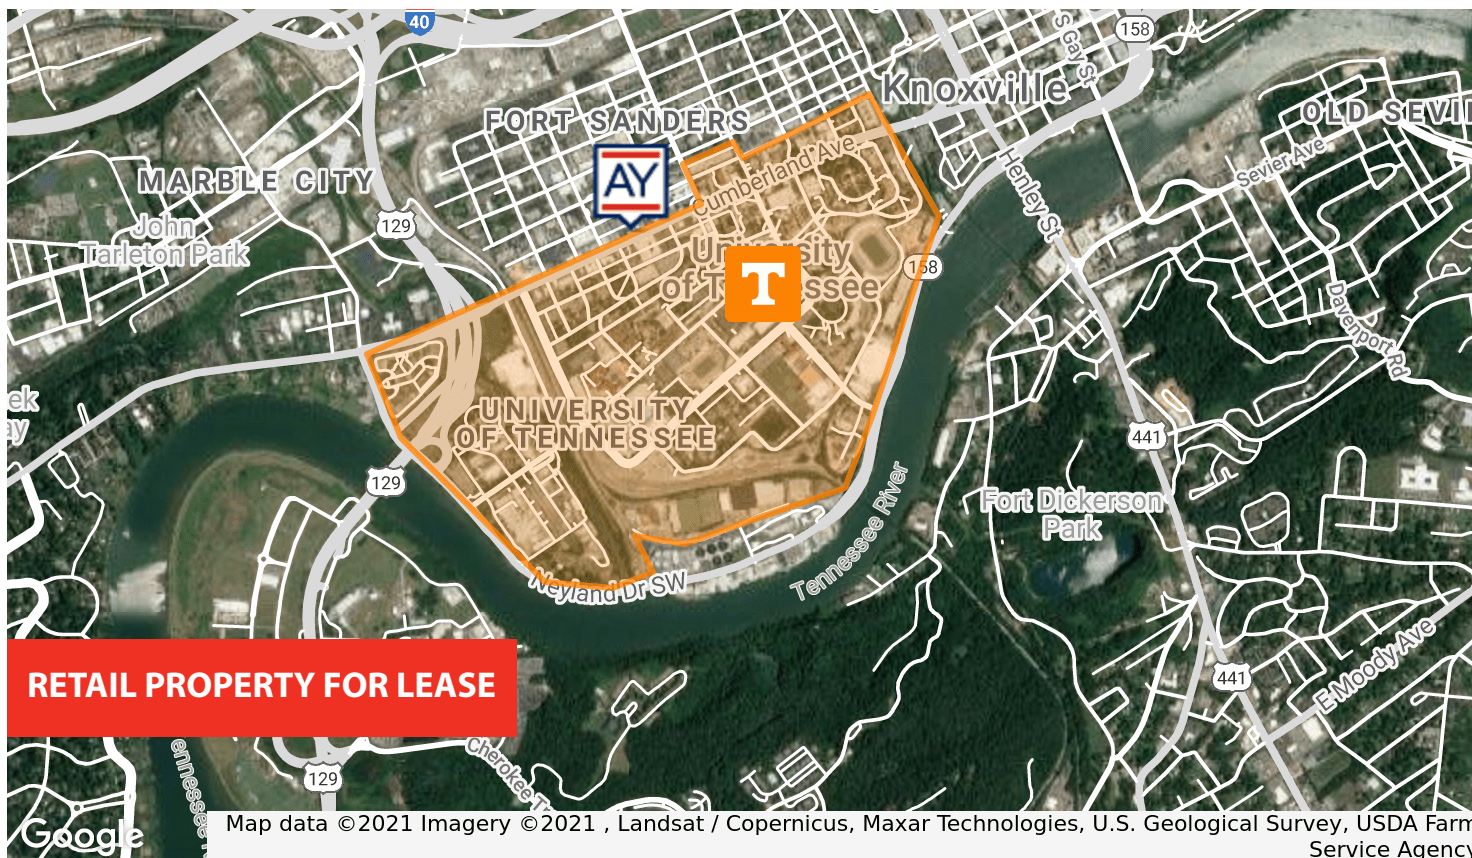 40
158
S Gay St
Knoxville
FORT SANDERS
OLD SEVI
AY
Cumberland Ave
Sevier Ave
MARBLE CITY
Henley St
John
Tarleton Park
129
University
of Tennessee
T
158
Davenport Rd
ek
ay
UNIVERSITY
OF TENNESSEE
441
129
Fort Dickerson
Park
Tennessee River
Neyland Dr SW
RETAIL PROPERTY FOR LEASE
E Moody Ave
441
Cherokee Tr
129
ennessee R
Google
Map data ©2021 Imagery ©2021 , Landsat / Copernicus, Maxar Technologies, U.S. Geological Survey, USDA Farm
Service Agency